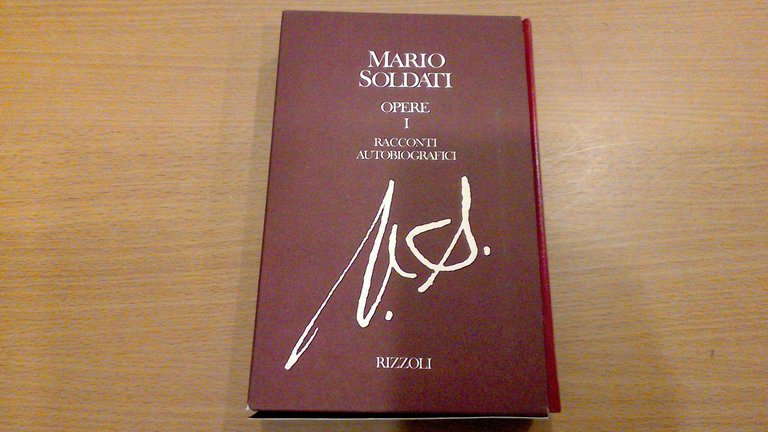 MARIO
SOLDATI
OPERE
I
RACCONTI
AUTOBIOGRAFICI
M.S.
RIZZOLI